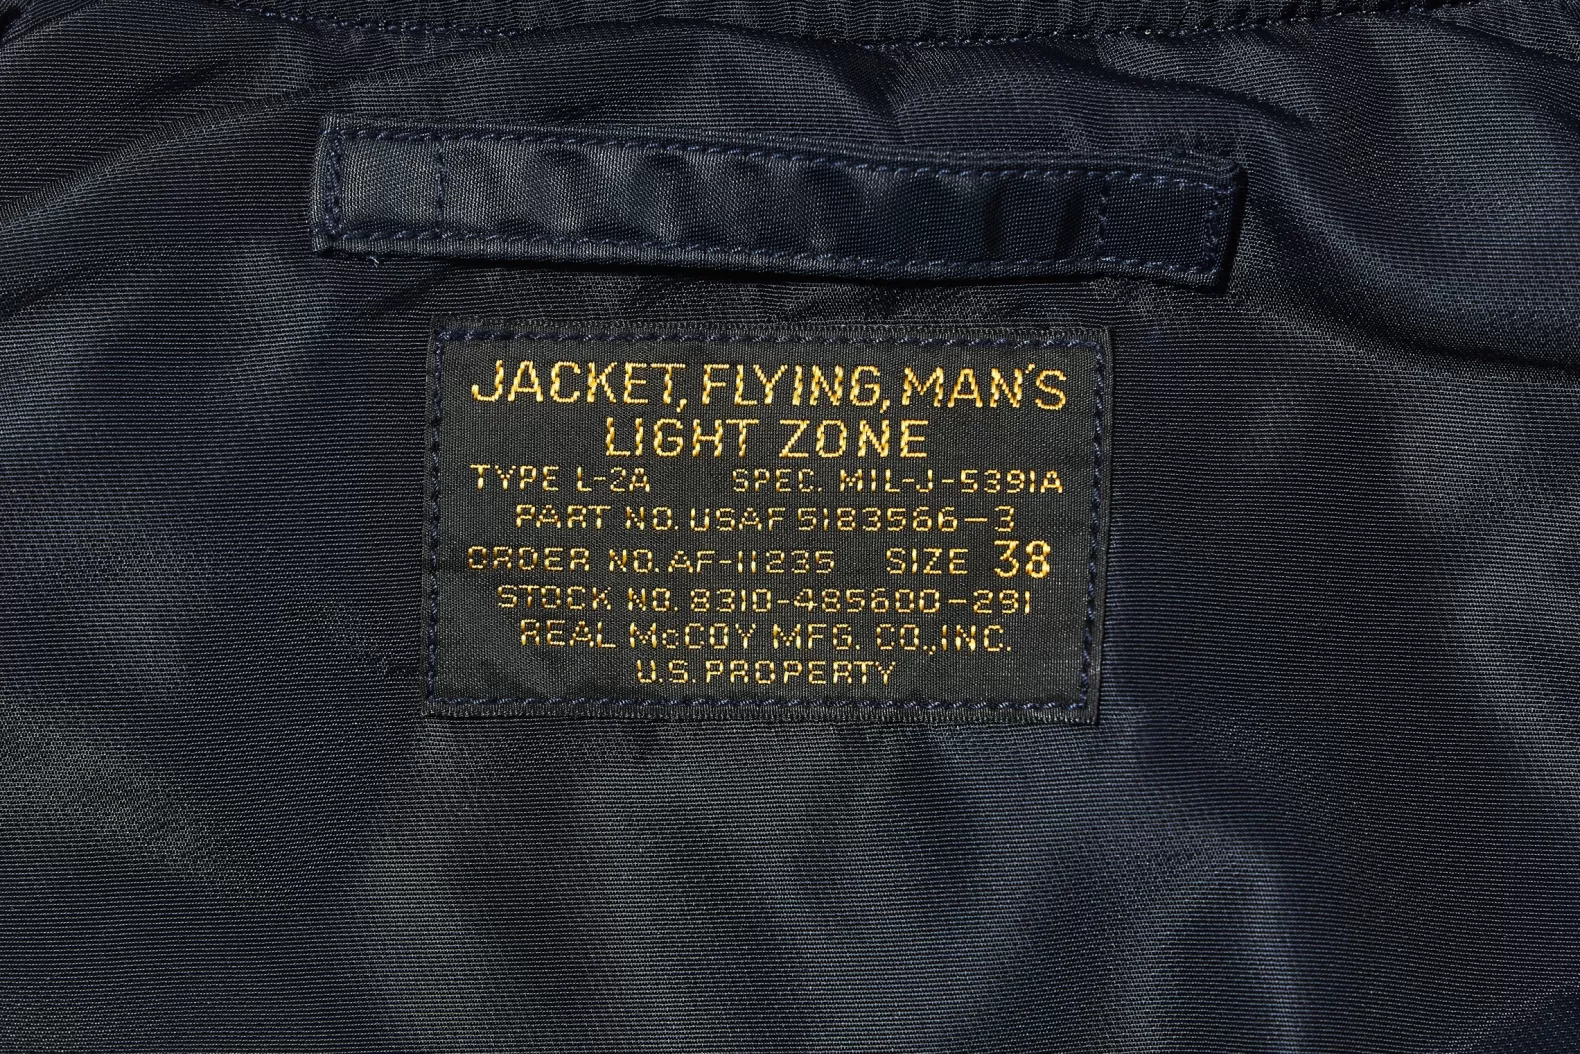 JACKET, FLYING, MAN'S
LIGHT ZONE
TYPE L-2A SPEC. MIL-J-5391A
PART NO. USAF 5183566-3
ORDER NO. AF-11235 SIZE 38
STOCK NO. 8310-485600-291
REAL McCOY MFG. CO., INC.
U.S. PROPERTY